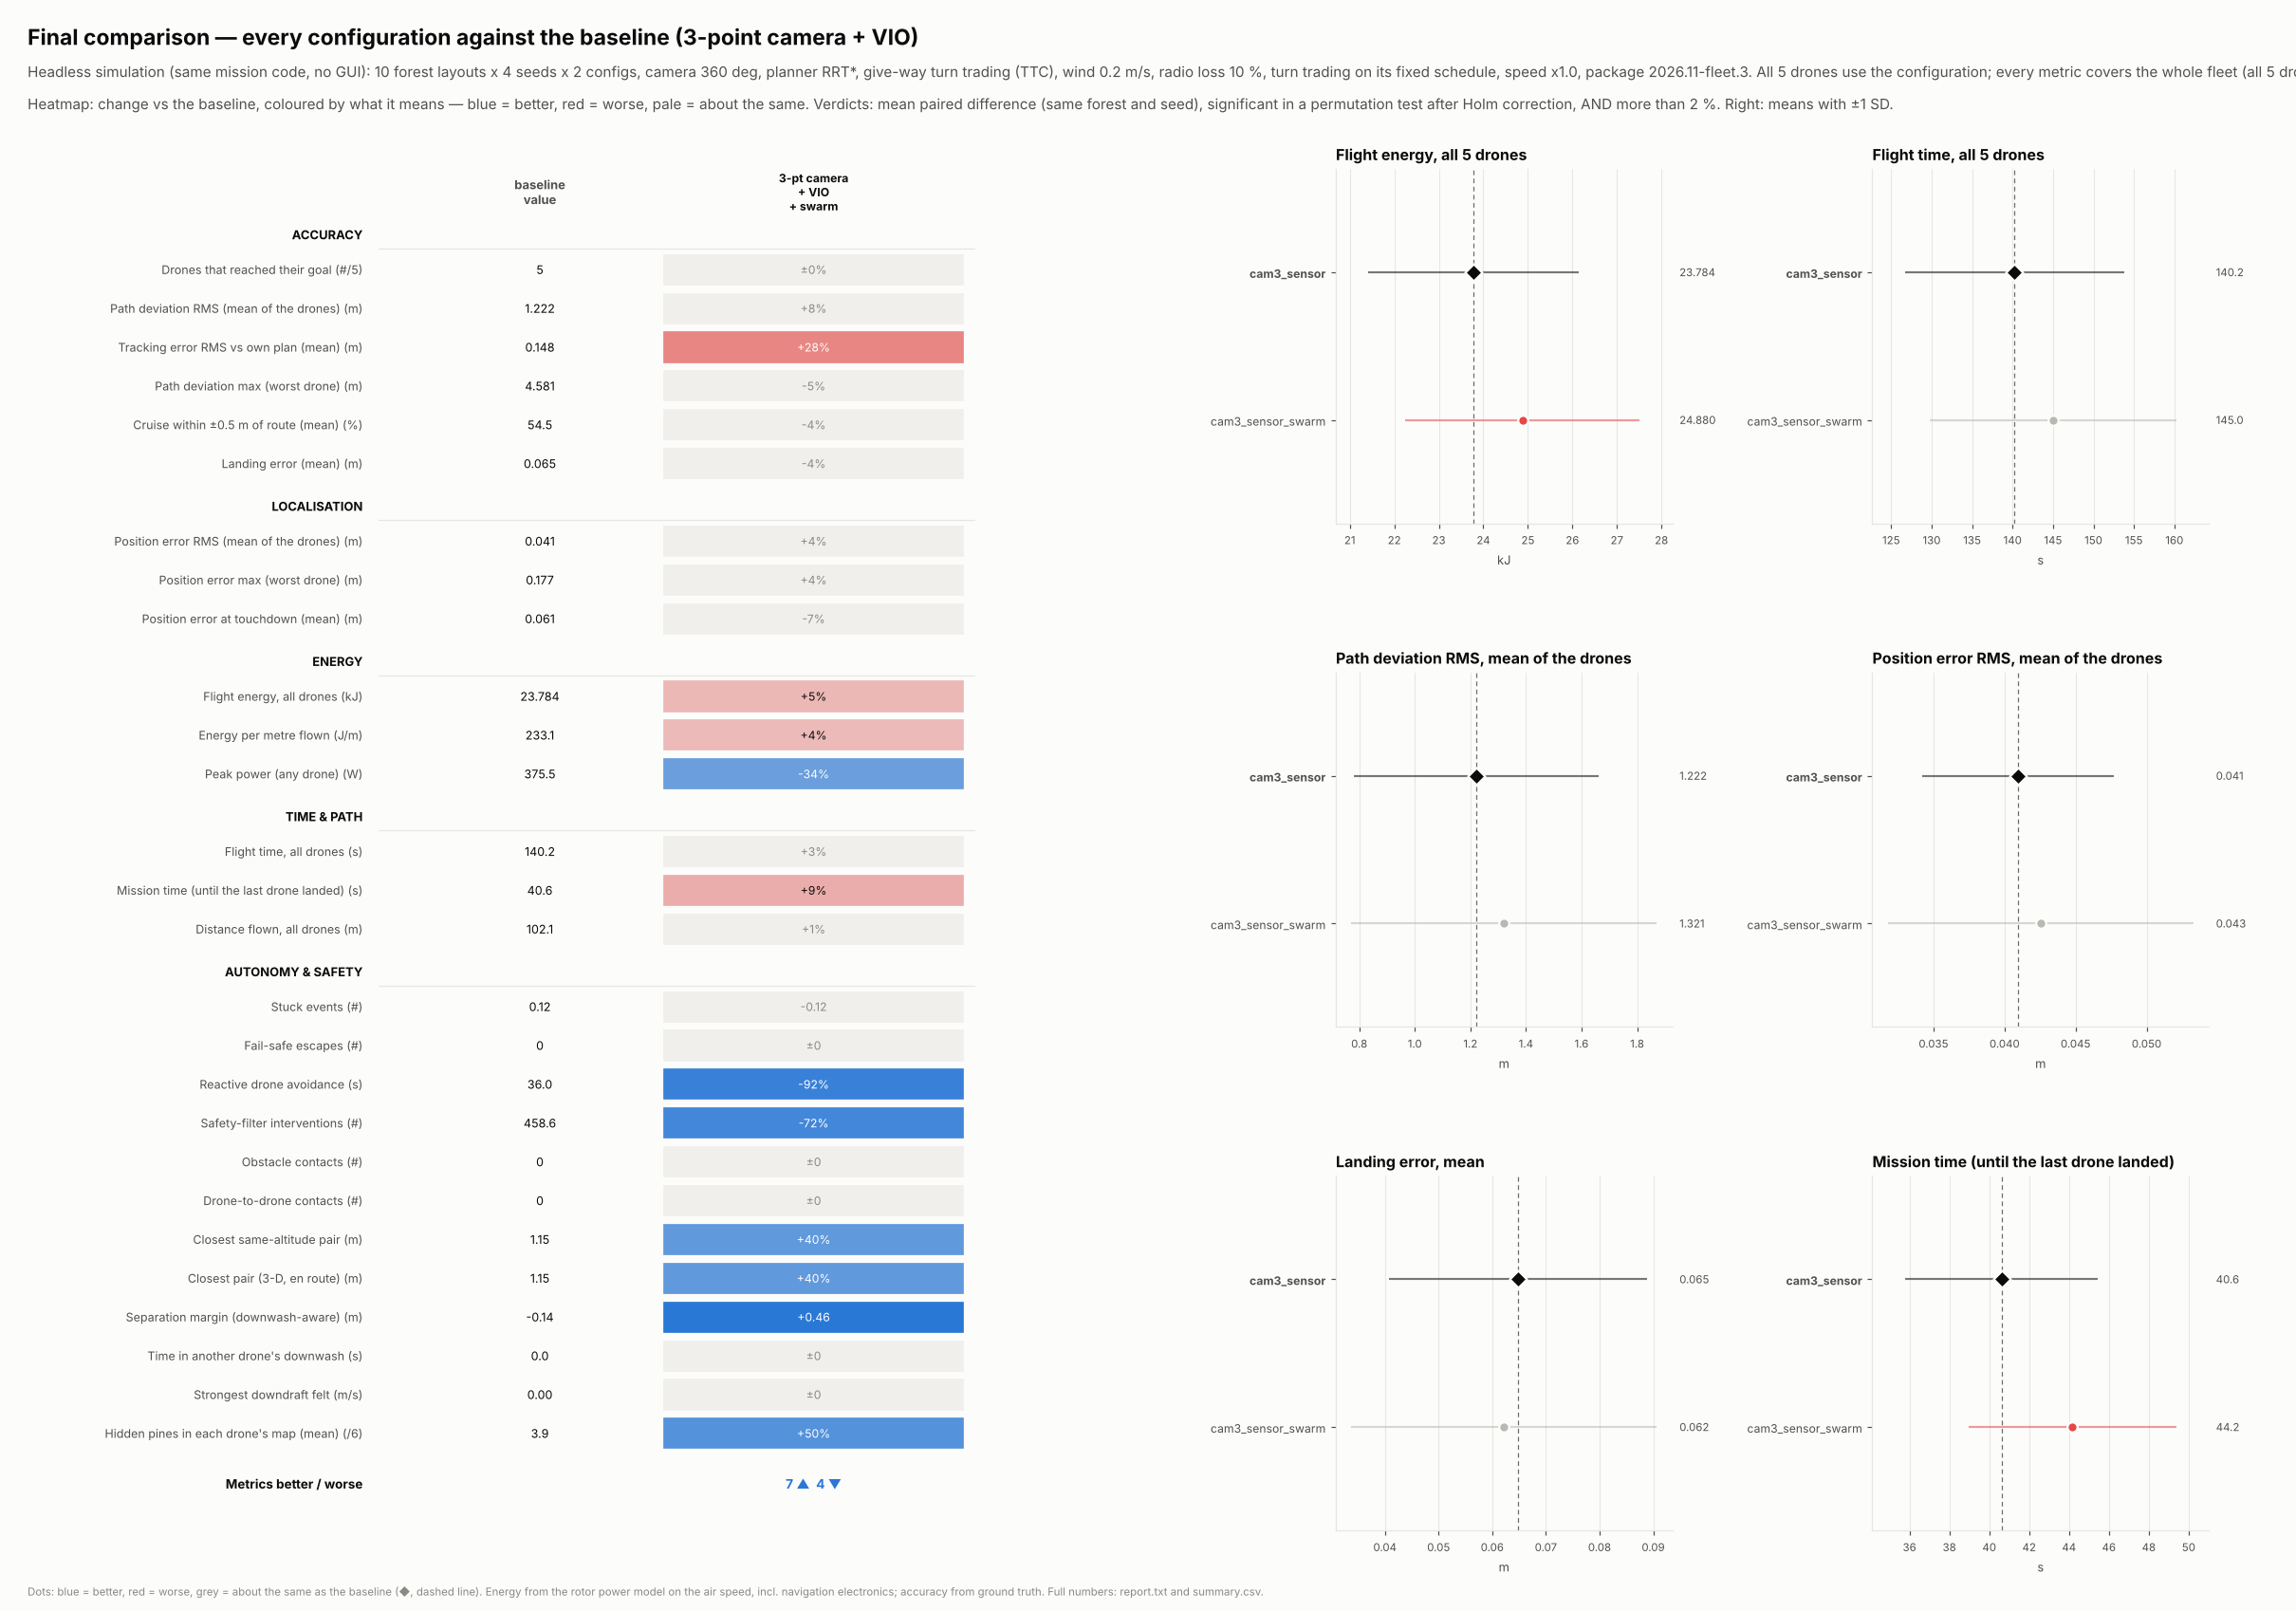 Final comparison — every configuration against the baseline (3-point camera + VIO)
Headless simulation (same mission code, no GUI): 10 forest layouts x 4 seeds x 2 configs, camera 360 deg, planner RRT*, give-way turn trading (TTC), wind 0.2 m/s, radio loss 10 %, turn trading on its fixed schedule, speed x1.0, package 2026.11-fleet.3. All 5 drones use the configuration; every metric covers the whole fleet (all 5 dr
Heatmap: change vs the baseline, coloured by what it means — blue = better, red = worse, pale = about the same. Verdicts: mean paired difference (same forest and seed), significant in a permutation test after Holm correction, AND more than 2 %. Right: means with ±1 SD.
baseline
value
3-pt camera
+ VIO
+ swarm
ACCURACY
Drones that reached their goal (#/5) 5 ±0%
Path deviation RMS (mean of the drones) (m) 1.222 +8%
Tracking error RMS vs own plan (mean) (m) 0.148 +28%
Path deviation max (worst drone) (m) 4.581 -5%
Cruise within ±0.5 m of route (mean) (%) 54.5 -4%
Landing error (mean) (m) 0.065 -4%
LOCALISATION
Position error RMS (mean of the drones) (m) 0.041 +4%
Position error max (worst drone) (m) 0.177 +4%
Position error at touchdown (mean) (m) 0.061 -7%
ENERGY
Flight energy, all drones (kJ) 23.784 +5%
Energy per metre flown (J/m) 233.1 +4%
Peak power (any drone) (W) 375.5 -34%
TIME & PATH
Flight time, all drones (s) 140.2 +3%
Mission time (until the last drone landed) (s) 40.6 +9%
Distance flown, all drones (m) 102.1 +1%
AUTONOMY & SAFETY
Stuck events (#) 0.12 -0.12
Fail-safe escapes (#) 0 ±0
Reactive drone avoidance (s) 36.0 -92%
Safety-filter interventions (#) 458.6 -72%
Obstacle contacts (#) 0 ±0
Drone-to-drone contacts (#) 0 ±0
Closest same-altitude pair (m) 1.15 +40%
Closest pair (3-D, en route) (m) 1.15 +40%
Separation margin (downwash-aware) (m) -0.14 +0.46
Time in another drone's downwash (s) 0.0 ±0
Strongest downdraft felt (m/s) 0.00 ±0
Hidden pines in each drone's map (mean) (/6) 3.9 +50%
Metrics better / worse 7 ▲ 4 ▼
Flight energy, all 5 drones
cam3_sensor 23.784
cam3_sensor_swarm 24.880
21 22 23 24 25 26 27 28
kJ
Flight time, all 5 drones
cam3_sensor 140.2
cam3_sensor_swarm 145.0
125 130 135 140 145 150 155 160
s
Path deviation RMS, mean of the drones
cam3_sensor 1.222
cam3_sensor_swarm 1.321
0.8 1.0 1.2 1.4 1.6 1.8
m
Position error RMS, mean of the drones
cam3_sensor 0.041
cam3_sensor_swarm 0.043
0.035 0.040 0.045 0.050
m
Landing error, mean
cam3_sensor 0.065
cam3_sensor_swarm 0.062
0.04 0.05 0.06 0.07 0.08 0.09
m
Mission time (until the last drone landed)
cam3_sensor 40.6
cam3_sensor_swarm 44.2
36 38 40 42 44 46 48 50
s
Dots: blue = better, red = worse, grey = about the same as the baseline (◆, dashed line). Energy from the rotor power model on the air speed, incl. navigation electronics; accuracy from ground truth. Full numbers: report.txt and summary.csv.